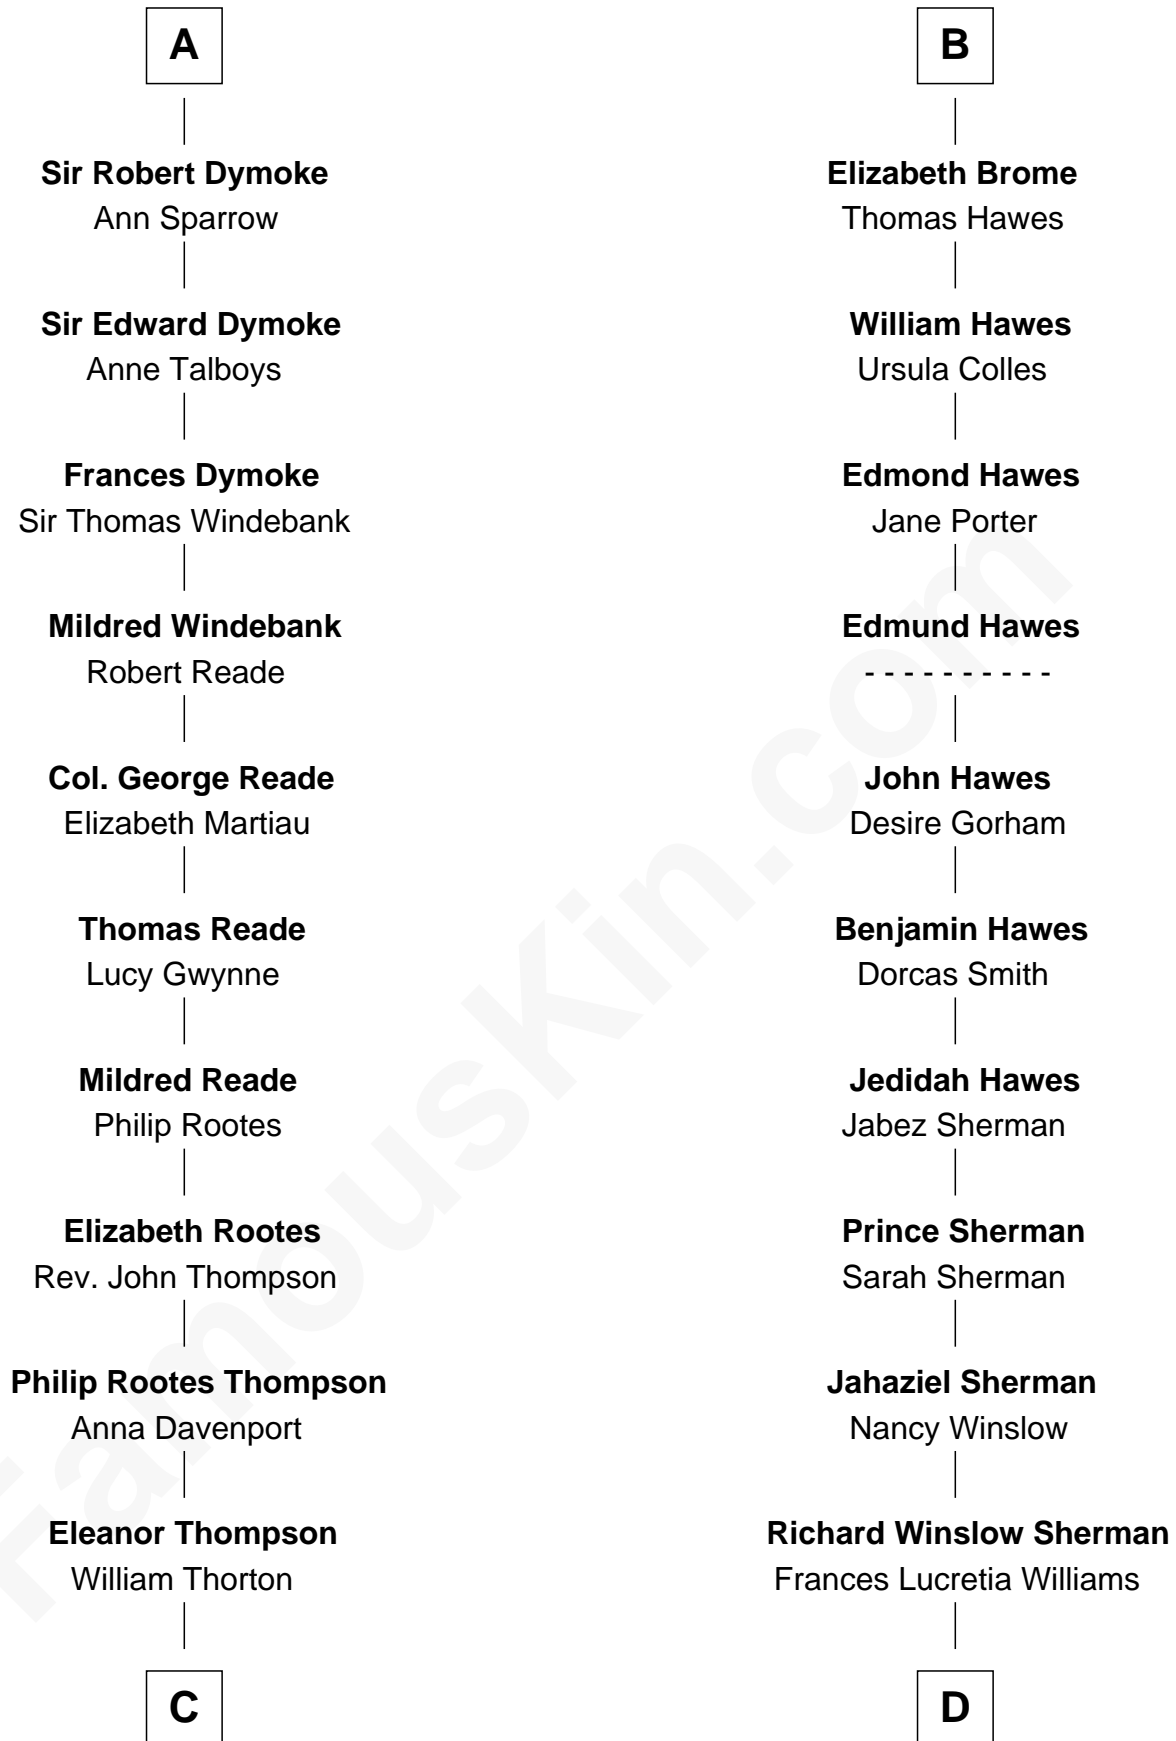 A
Sir Robert Dymoke
Ann Sparrow
Sir Edward Dymoke
Anne Talboys
Frances Dymoke
Sir Thomas Windebank
Mildred Windebank
Robert Reade
Col. George Reade
Elizabeth Martiau
Thomas Reade
Lucy Gwynne
Mildred Reade
Philip Rootes
Elizabeth Rootes
Rev. John Thompson
Philip Rootes Thompson
Anna Davenport
Eleanor Thompson
William Thorton
C
B
Elizabeth Brome
Thomas Hawes
William Hawes
Ursula Colles
Edmond Hawes
Jane Porter
Edmund Hawes
- - - - - - - - - -
John Hawes
Desire Gorham
Benjamin Hawes
Dorcas Smith
Jedidah Hawes
Jabez Sherman
Prince Sherman
Sarah Sherman
Jahaziel Sherman
Nancy Winslow
Richard Winslow Sherman
Frances Lucretia Williams
D
FamousKin.com